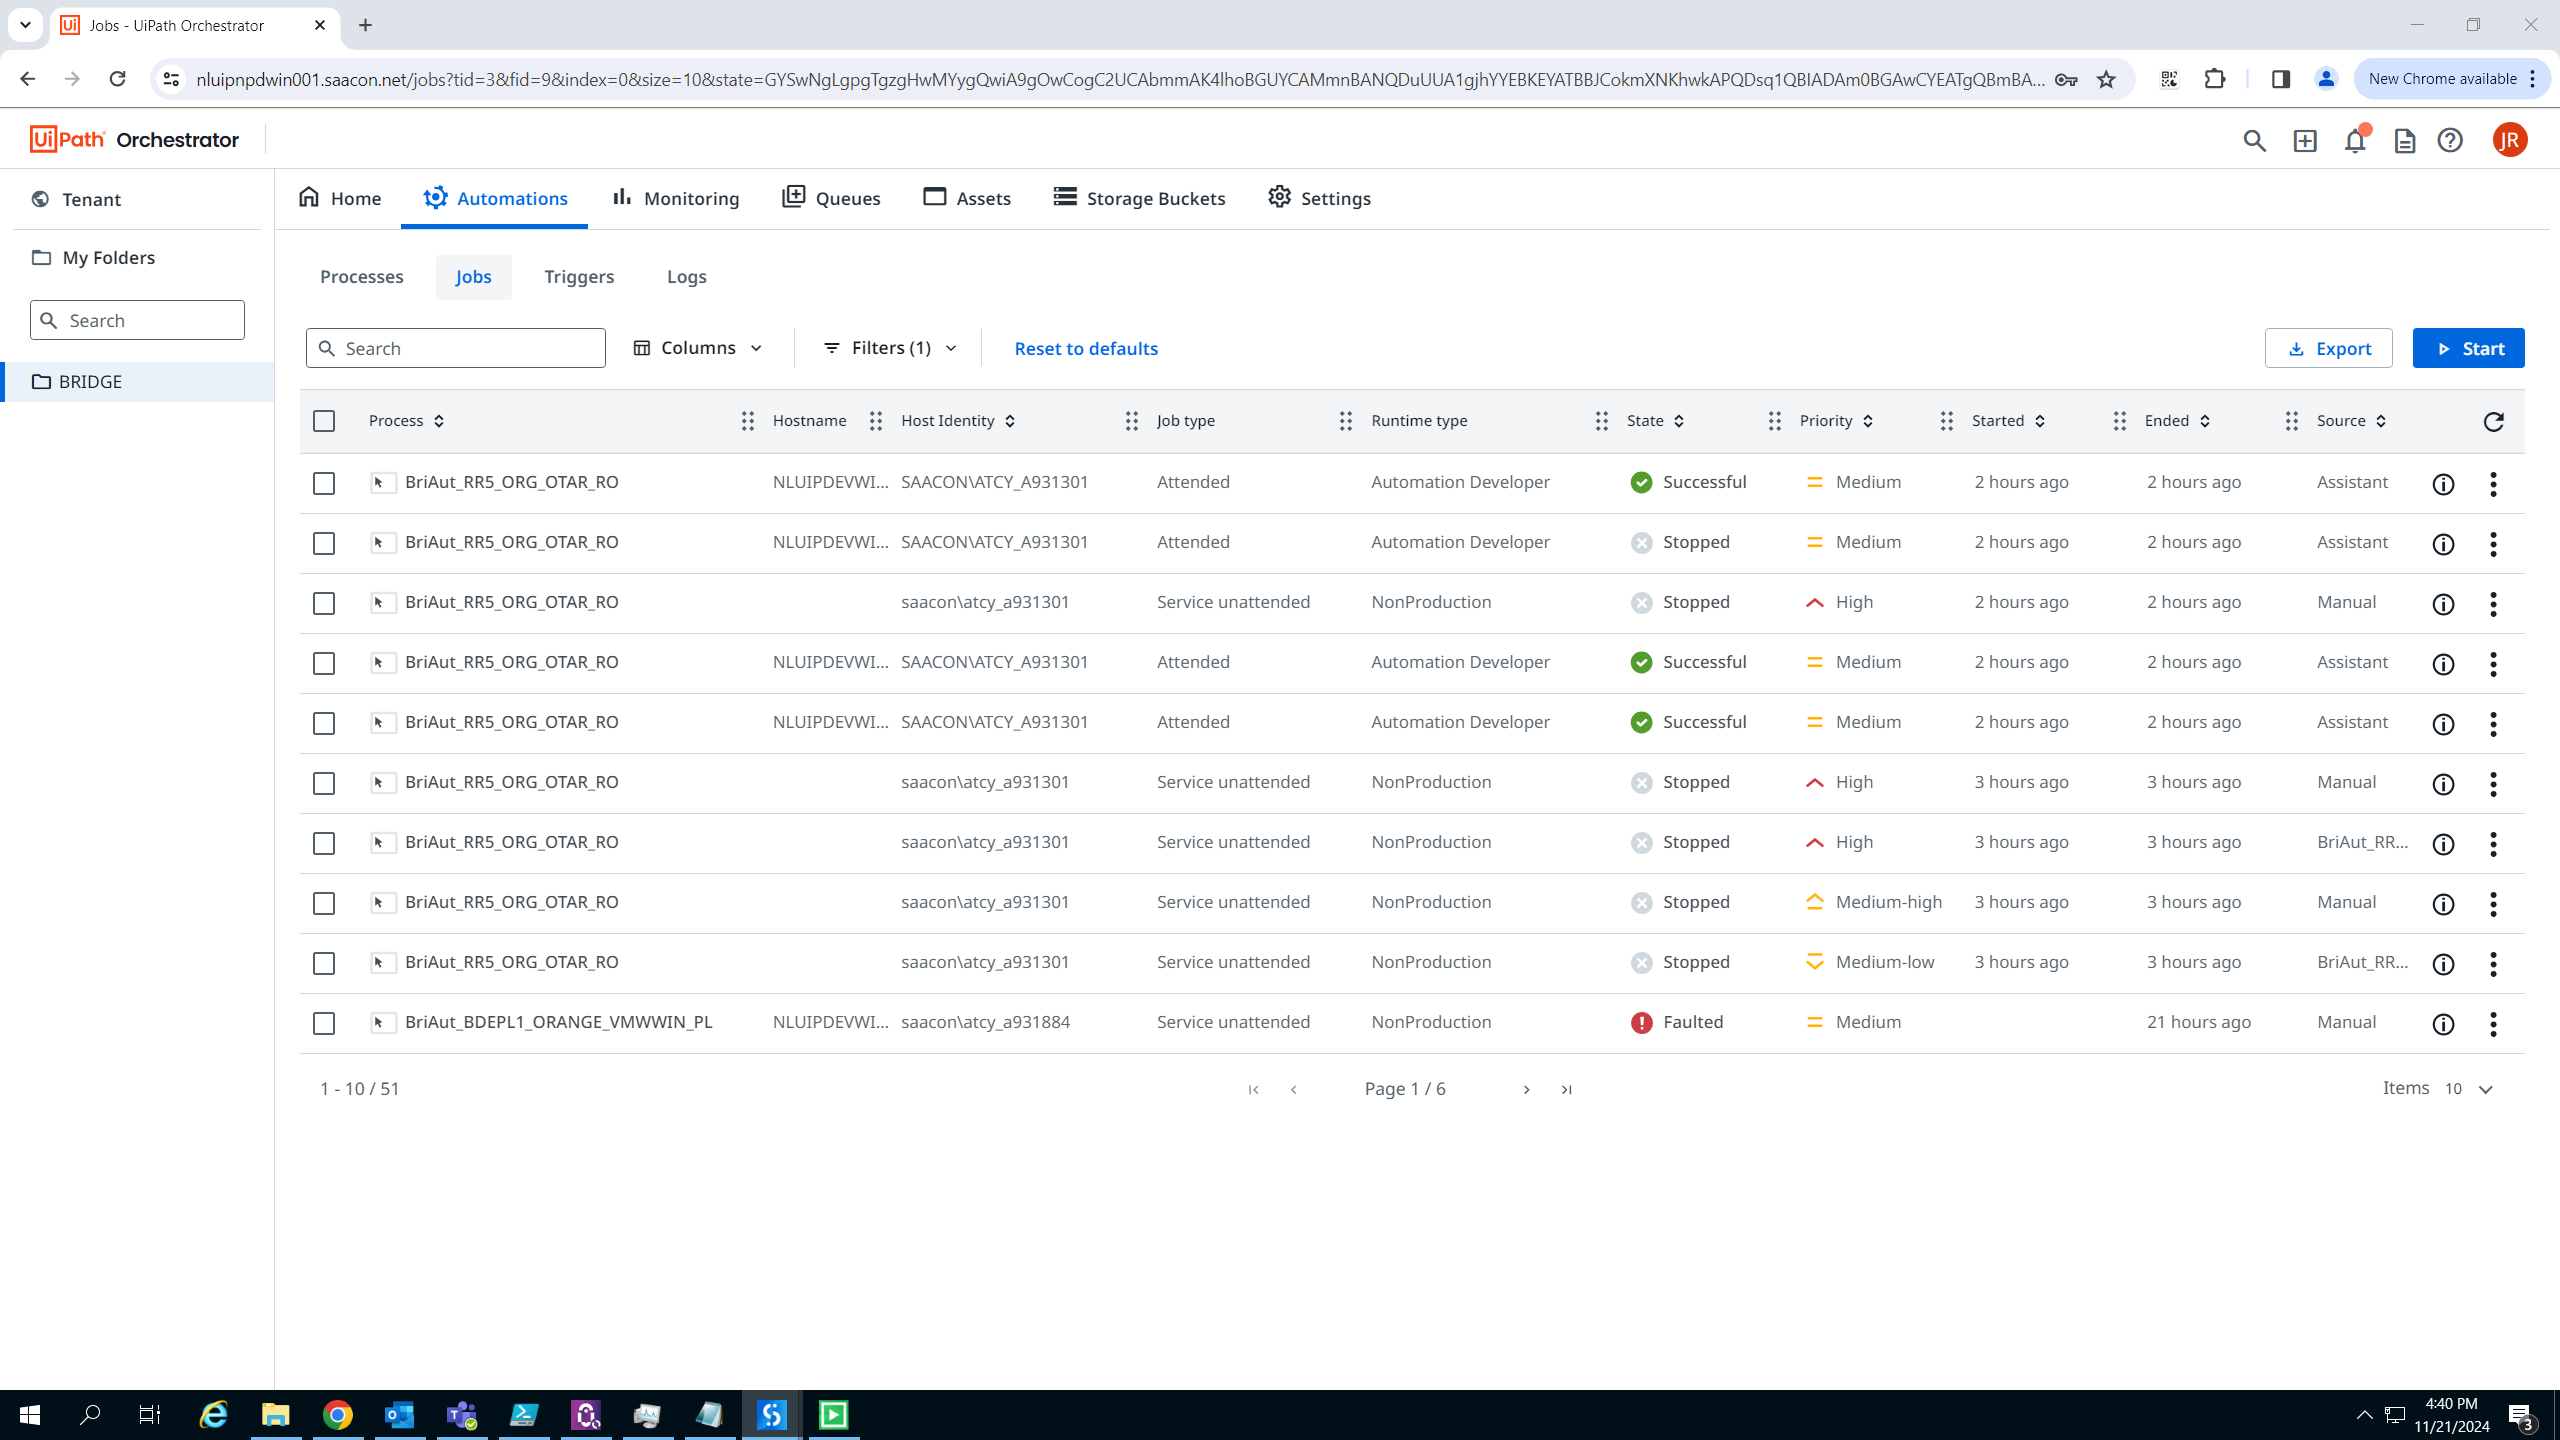 Jobs - UiPath Orchestrator
nluipnpdwin001.saacon.net/jobs?tid=3&fid=9&index=0&size=10&state=GYSwNgLgpgTgzgHwMYygQwiA9gOwCogC2UCAbmmAK4lhoBGUYCAMmnBANQDuUUA1gjhYYEBKEYATBBJCokmXNKhwkAPQDsq1QBIADAm0BGAwCYEATgQBmBA...
New Chrome available
UiPath Orchestrator
JR
Tenant
Home Automations Monitoring Queues Assets Storage Buckets Settings
My Folders
Processes Jobs Triggers Logs
Search
Search Columns Filters (1) Reset to defaults Export Start
BRIDGE
Process Hostname Host Identity Job type Runtime type State Priority Started Ended Source
BriAut_RR5_ORG_OTAR_RO NLUIPDEVWI... SAACON\ATCY_A931301 Attended Automation Developer Successful Medium 2 hours ago 2 hours ago Assistant
BriAut_RR5_ORG_OTAR_RO NLUIPDEVWI... SAACON\ATCY_A931301 Attended Automation Developer Stopped Medium 2 hours ago 2 hours ago Assistant
BriAut_RR5_ORG_OTAR_RO saacon\atcy_a931301 Service unattended NonProduction Stopped High 2 hours ago 2 hours ago Manual
BriAut_RR5_ORG_OTAR_RO NLUIPDEVWI... SAACON\ATCY_A931301 Attended Automation Developer Successful Medium 2 hours ago 2 hours ago Assistant
BriAut_RR5_ORG_OTAR_RO NLUIPDEVWI... SAACON\ATCY_A931301 Attended Automation Developer Successful Medium 2 hours ago 2 hours ago Assistant
BriAut_RR5_ORG_OTAR_RO saacon\atcy_a931301 Service unattended NonProduction Stopped High 3 hours ago 3 hours ago Manual
BriAut_RR5_ORG_OTAR_RO saacon\atcy_a931301 Service unattended NonProduction Stopped High 3 hours ago 3 hours ago BriAut_RR...
BriAut_RR5_ORG_OTAR_RO saacon\atcy_a931301 Service unattended NonProduction Stopped Medium-high 3 hours ago 3 hours ago Manual
BriAut_RR5_ORG_OTAR_RO saacon\atcy_a931301 Service unattended NonProduction Stopped Medium-low 3 hours ago 3 hours ago BriAut_RR...
BriAut_BDEPL1_ORANGE_VMWWIN_PL NLUIPDEVWI... saacon\atcy_a931884 Service unattended NonProduction Faulted Medium 21 hours ago Manual
1 - 10 / 51 Page 1 / 6 Items 10
4:40 PM
11/21/2024
3